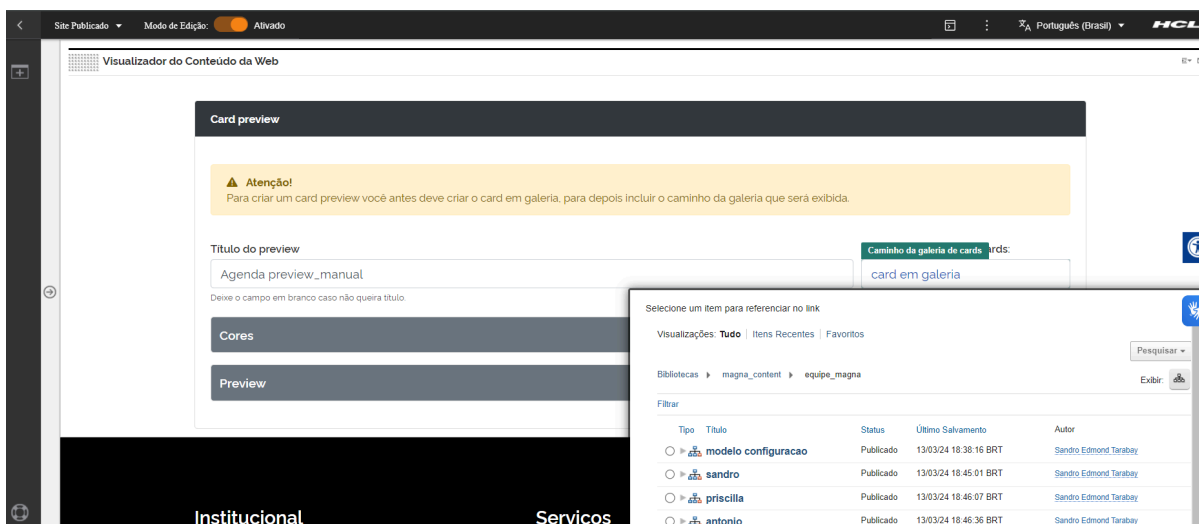 Site Publicado
Modo de Edição:
Ativado
Português (Brasil)
HCL
Visualizador do Conteúdo da Web
Card preview
Atenção!
Para criar um card preview você antes deve criar o card em galeria, para depois incluir o caminho da galeria que será exibida.
Título do preview
Caminho da galeria de cards
rds:
Agenda preview_manual
card em galeria
Deixe o campo em branco caso não queira título.
Cores
Preview
Selecione um item para referenciar no link
Visualizações: Tudo | Itens Recentes | Favoritos
Pesquisar
Bibliotecas magna_content equipe_magna
Exibir:
Filtrar
Tipo Título Status Último Salvamento Autor
modelo configuracao Publicado 13/03/24 18:38:16 BRT Sandro Edmond Tarabay
sandro Publicado 13/03/24 18:45:01 BRT Sandro Edmond Tarabay
priscilla Publicado 13/03/24 18:46:07 BRT Sandro Edmond Tarabay
antonio Publicado 13/03/24 18:46:36 BRT Sandro Edmond Tarabay
Institucional
Serviços